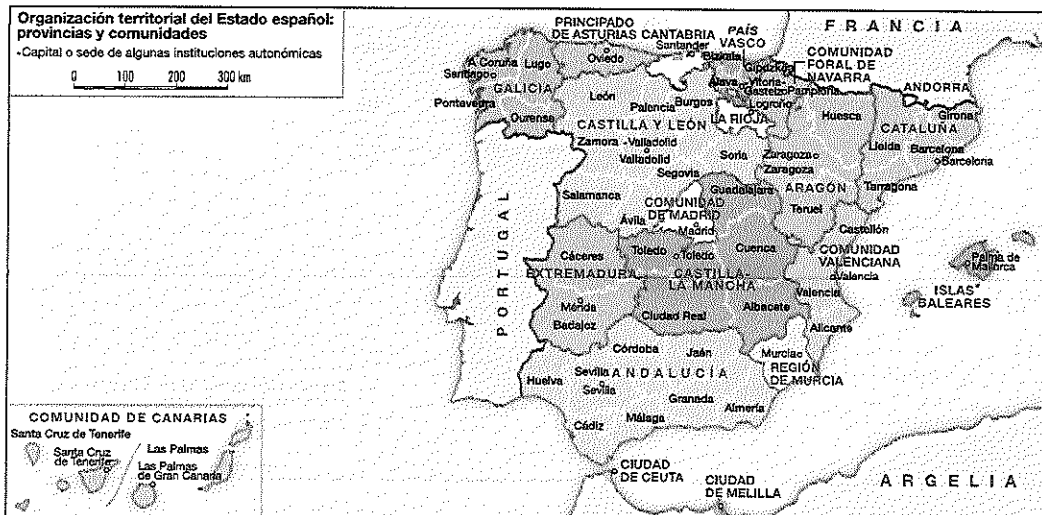 Organización territorial del Estado español:
provincias y comunidades
•Capital o sede de algunas instituciones autonómicas
0 100 200 300 km
FRANCIA
PRINCIPADO
DE ASTURIAS
CANTABRIA
PAÍS
VASCO
COMUNIDAD
FORAL DE
NAVARRA
ANDORRA
A Coruña
Lugo
Santiago
GALICIA
Pontevedra
Ourense
Oviedo
Santander
Bizkaia
Gipuzkoa
Álava
Vitoria-
Gasteiz
Pamplona
Logroño
LA RIOJA
León
Palencia
Burgos
CASTILLA Y LEÓN
Zamora
Valladolid
Valladolid
Soria
Segovia
Salamanca
Ávila
Huesca
Zaragoza
Zaragoza
ARAGÓN
Teruel
Girona
CATALUÑA
Lleida
Barcelona
Barcelona
Tarragona
COMUNIDAD
DE MADRID
Madrid
Guadalajara
Cuenca
Toledo
Toledo
CASTILLA-
LA MANCHA
Ciudad Real
Albacete
Castellón
COMUNIDAD
VALENCIANA
Valencia
Valencia
Alicante
Palma de
Mallorca
ISLAS
BALEARES
PORTUGAL
Cáceres
EXTREMADURA
Mérida
Badajoz
Córdoba
Jaén
Sevilla
Sevilla
ANDALUCÍA
Huelva
Granada
Almería
Málaga
Cádiz
Murcia
REGIÓN
DE MURCIA
CIUDAD
DE CEUTA
CIUDAD
DE MELILLA
ARGELIA
COMUNIDAD DE CANARIAS
Santa Cruz de Tenerife
Santa Cruz
de Tenerife
Las Palmas
Las Palmas
de Gran Canaria